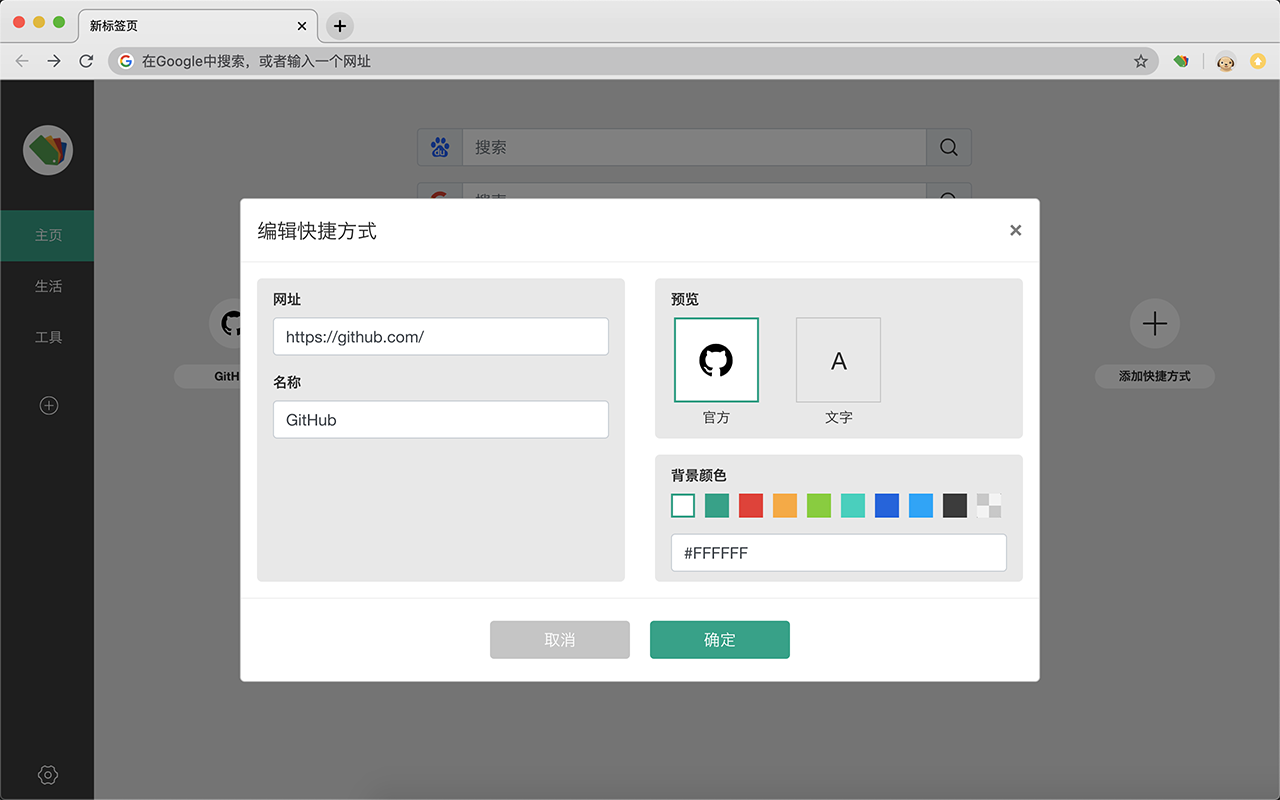 新标签页
在Google中搜索，或者输入一个网址
du
搜索
主页
生活
工具
GitH
添加快捷方式
编辑快捷方式
网址
https://github.com/
名称
GitHub
预览
A
官方
文字
背景颜色
#FFFFFF
取消
确定